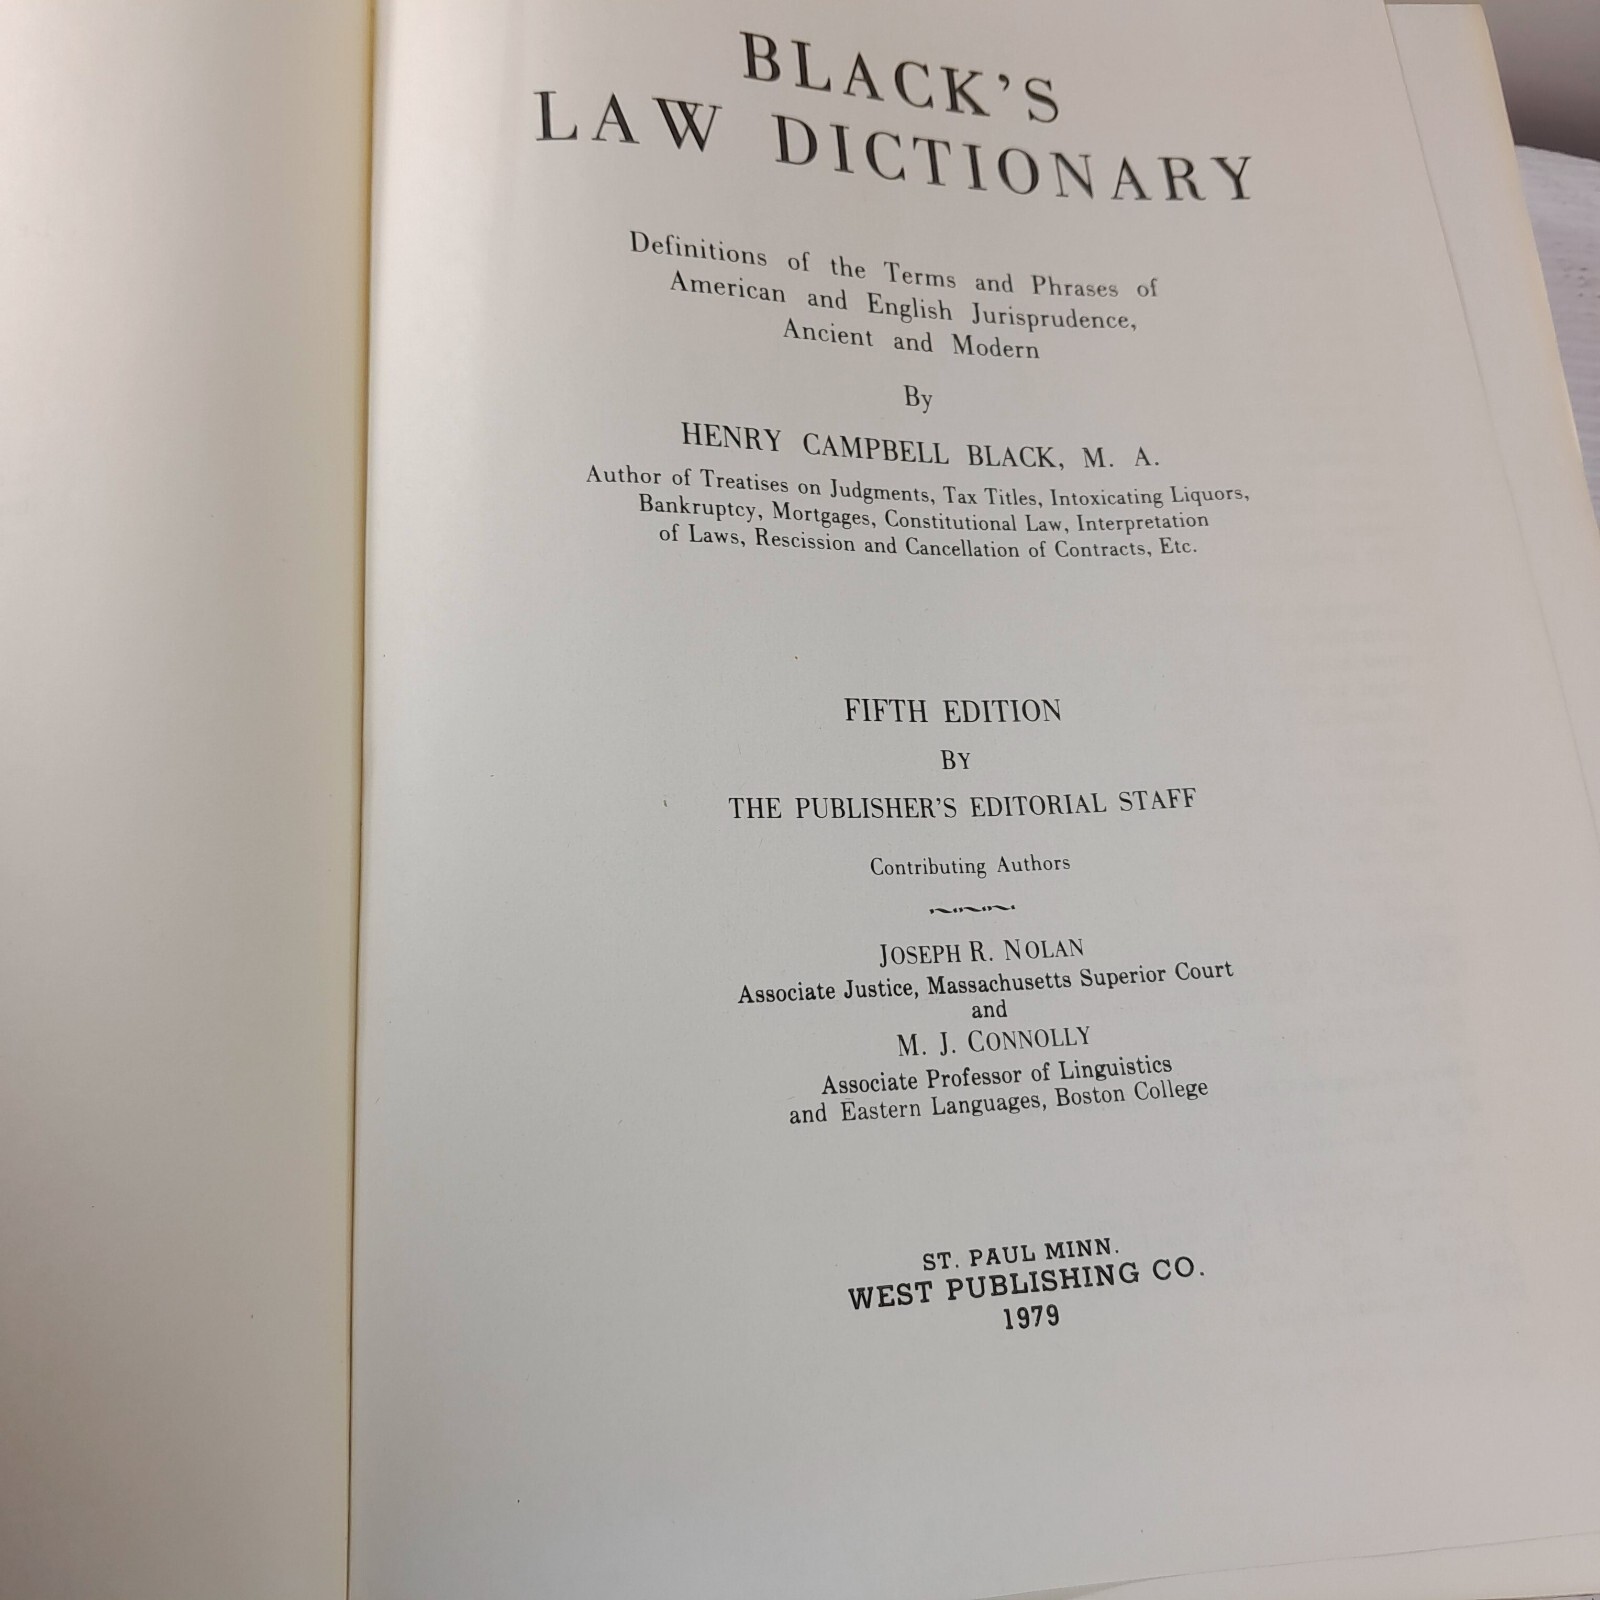 BLACK'S
LAW DICTIONARY
Definitions of the Terms and Phrases of
American and English Jurisprudence,
Ancient and Modern
By
HENRY CAMPBELL BLACK, M. A.
Author of Treatises on Judgments, Tax Titles, Intoxicating Liquors,
Bankruptcy, Mortgages, Constitutional Law, Interpretation
of Laws, Rescission and Cancellation of Contracts, Etc.
FIFTH EDITION
BY
THE PUBLISHER'S EDITORIAL STAFF
Contributing Authors
JOSEPH R. NOLAN
Associate Justice, Massachusetts Superior Court
and
M. J. CONNOLLY
Associate Professor of Linguistics
and Eastern Languages, Boston College
ST. PAUL MINN.
WEST PUBLISHING CO.
1979